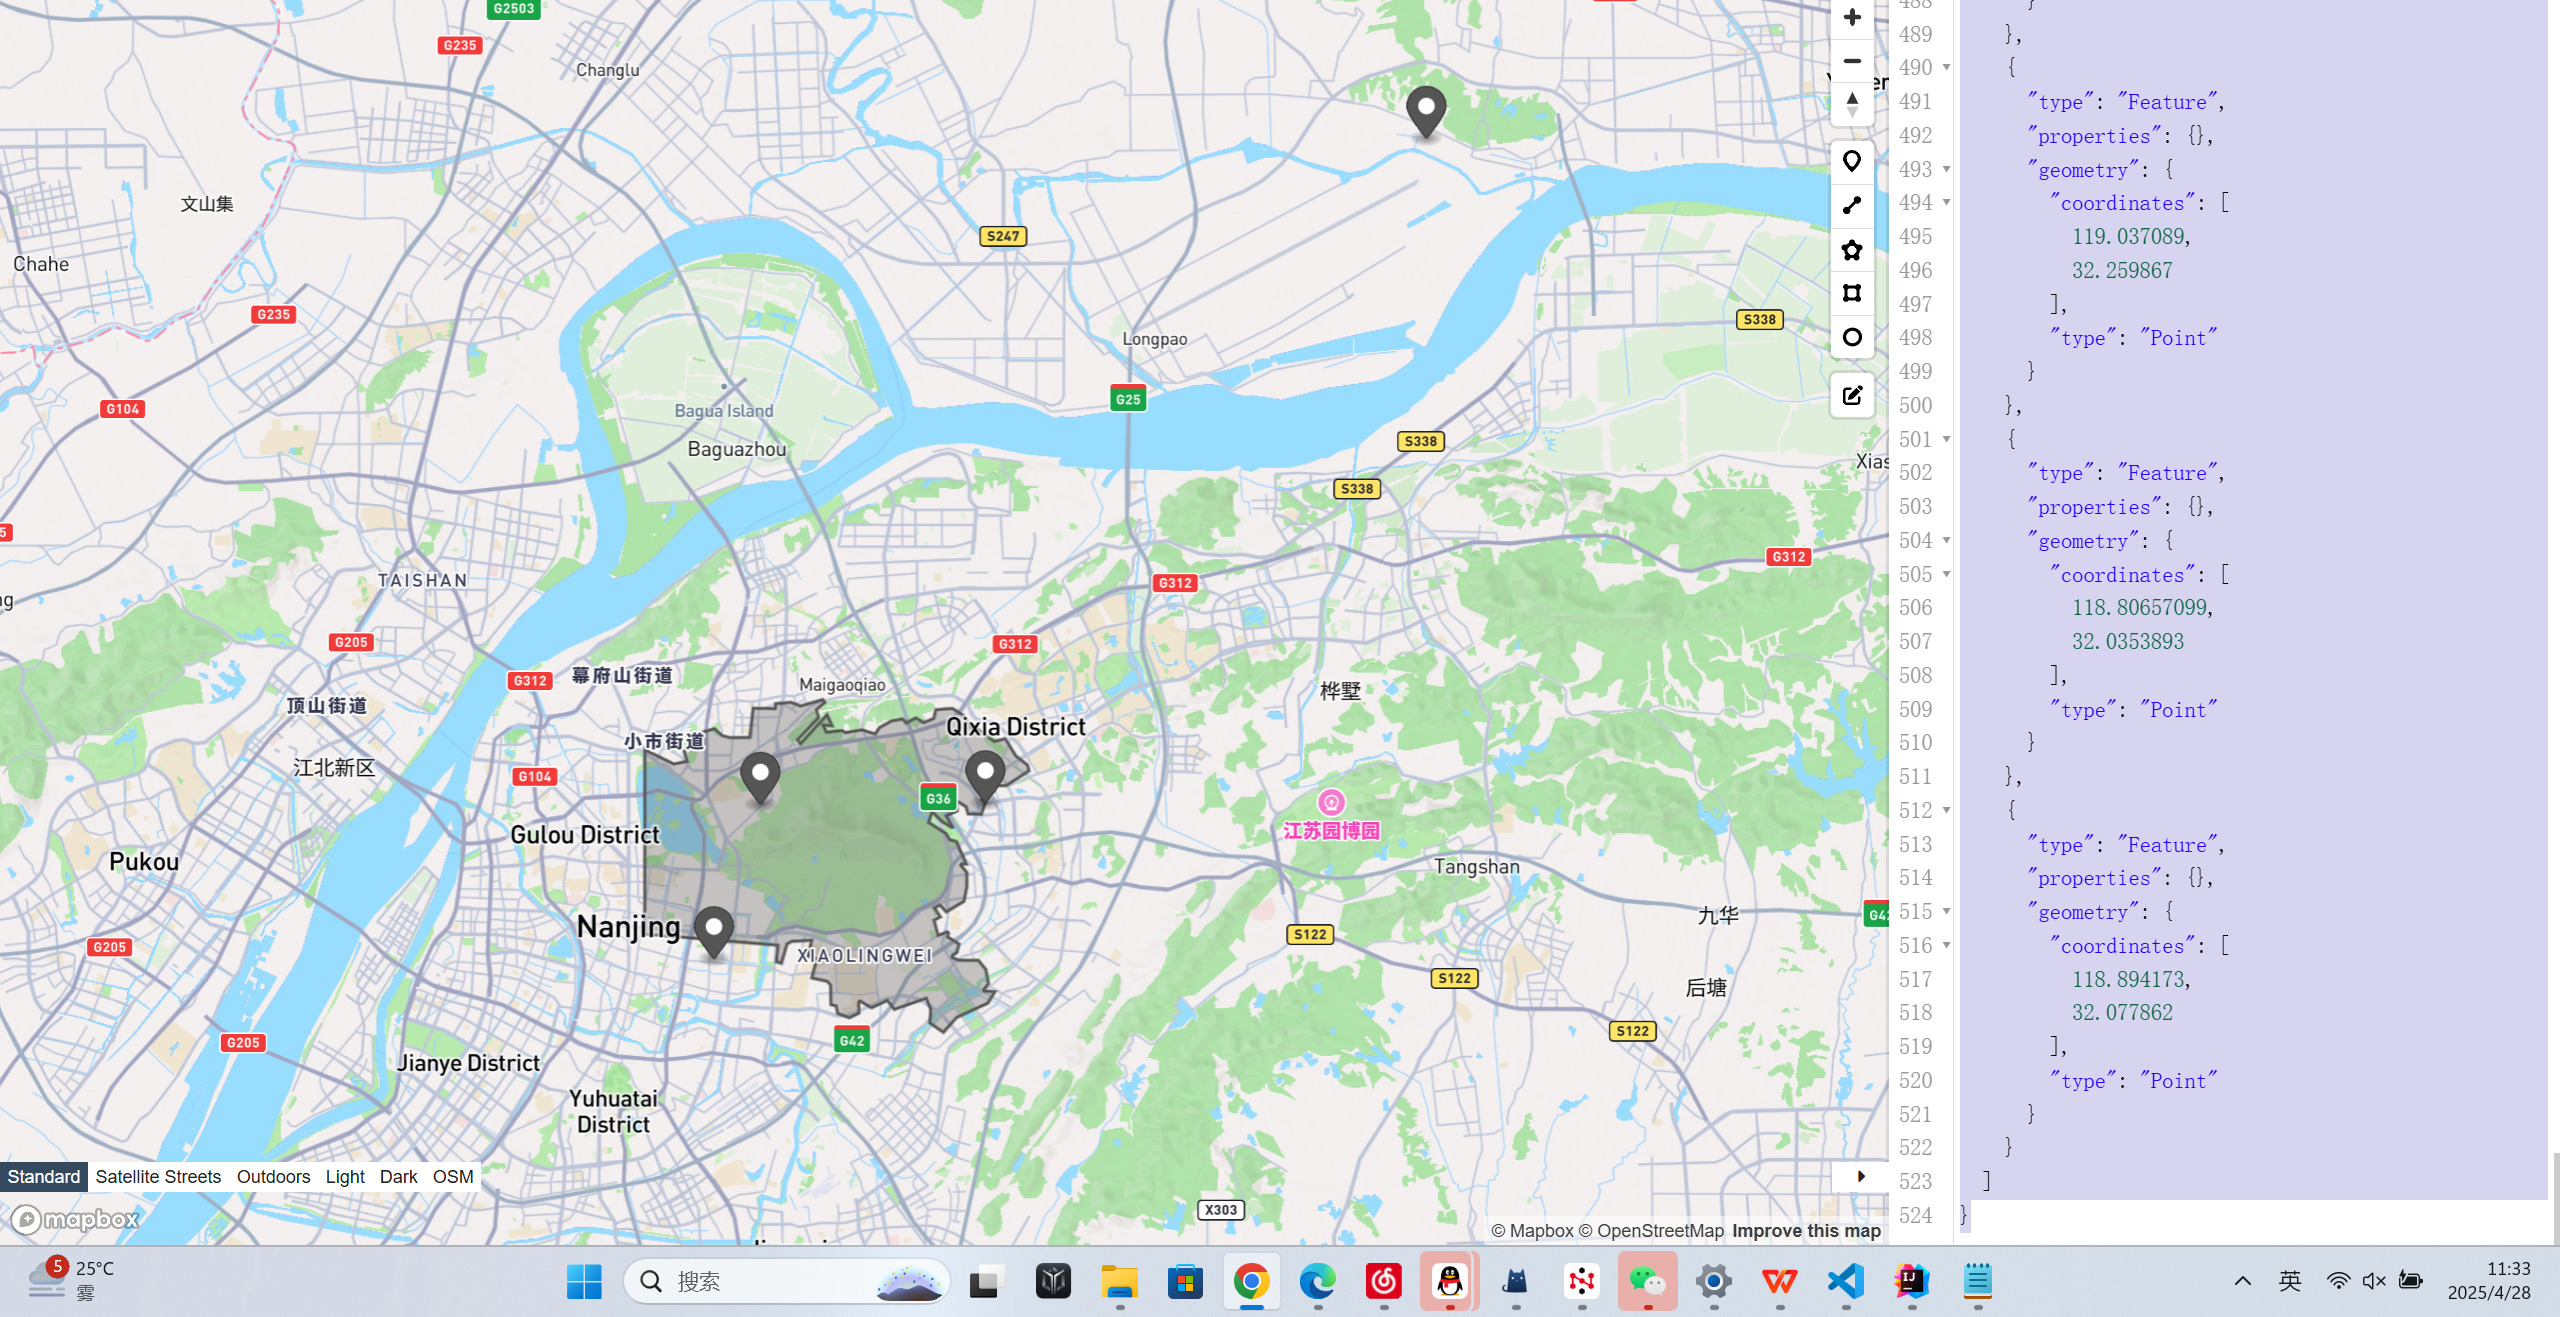 G2503
G235
Changlu
文山集
Chahe
S247
G235
S338
Longpao
G25
G104
Bagua Island
Baguazhou
S338
S338
Xias
G312
TAISHAN
G312
G205
G312
幕府山街道
G312
Maigaoqiao
桦墅
顶山街道
Qixia District
小市街道
江北新区
G104
G36
江苏园博园
Gulou District
Pukou
Tangshan
九华
G42
Nanjing
S122
G205
XIAOLINGWEI
S122
后塘
S122
G205
G42
Jianye District
Yuhuatai
District
X303
Standard Satellite Streets Outdoors Light Dark OSM
mapbox
© Mapbox © OpenStreetMap Improve this map
488 }
489 },
490 {
491 "type": "Feature",
492 "properties": {},
493 "geometry": {
494 "coordinates": [
495 119.037089,
496 32.259867
497 ],
498 "type": "Point"
499 }
500 },
501 {
502 "type": "Feature",
503 "properties": {},
504 "geometry": {
505 "coordinates": [
506 118.80657099,
507 32.0353893
508 ],
509 "type": "Point"
510 }
511 },
512 {
513 "type": "Feature",
514 "properties": {},
515 "geometry": {
516 "coordinates": [
517 118.894173,
518 32.077862
519 ],
520 "type": "Point"
521 }
522 }
523 ]
524 }
5
25°C
雾
搜索
英
11:33
2025/4/28